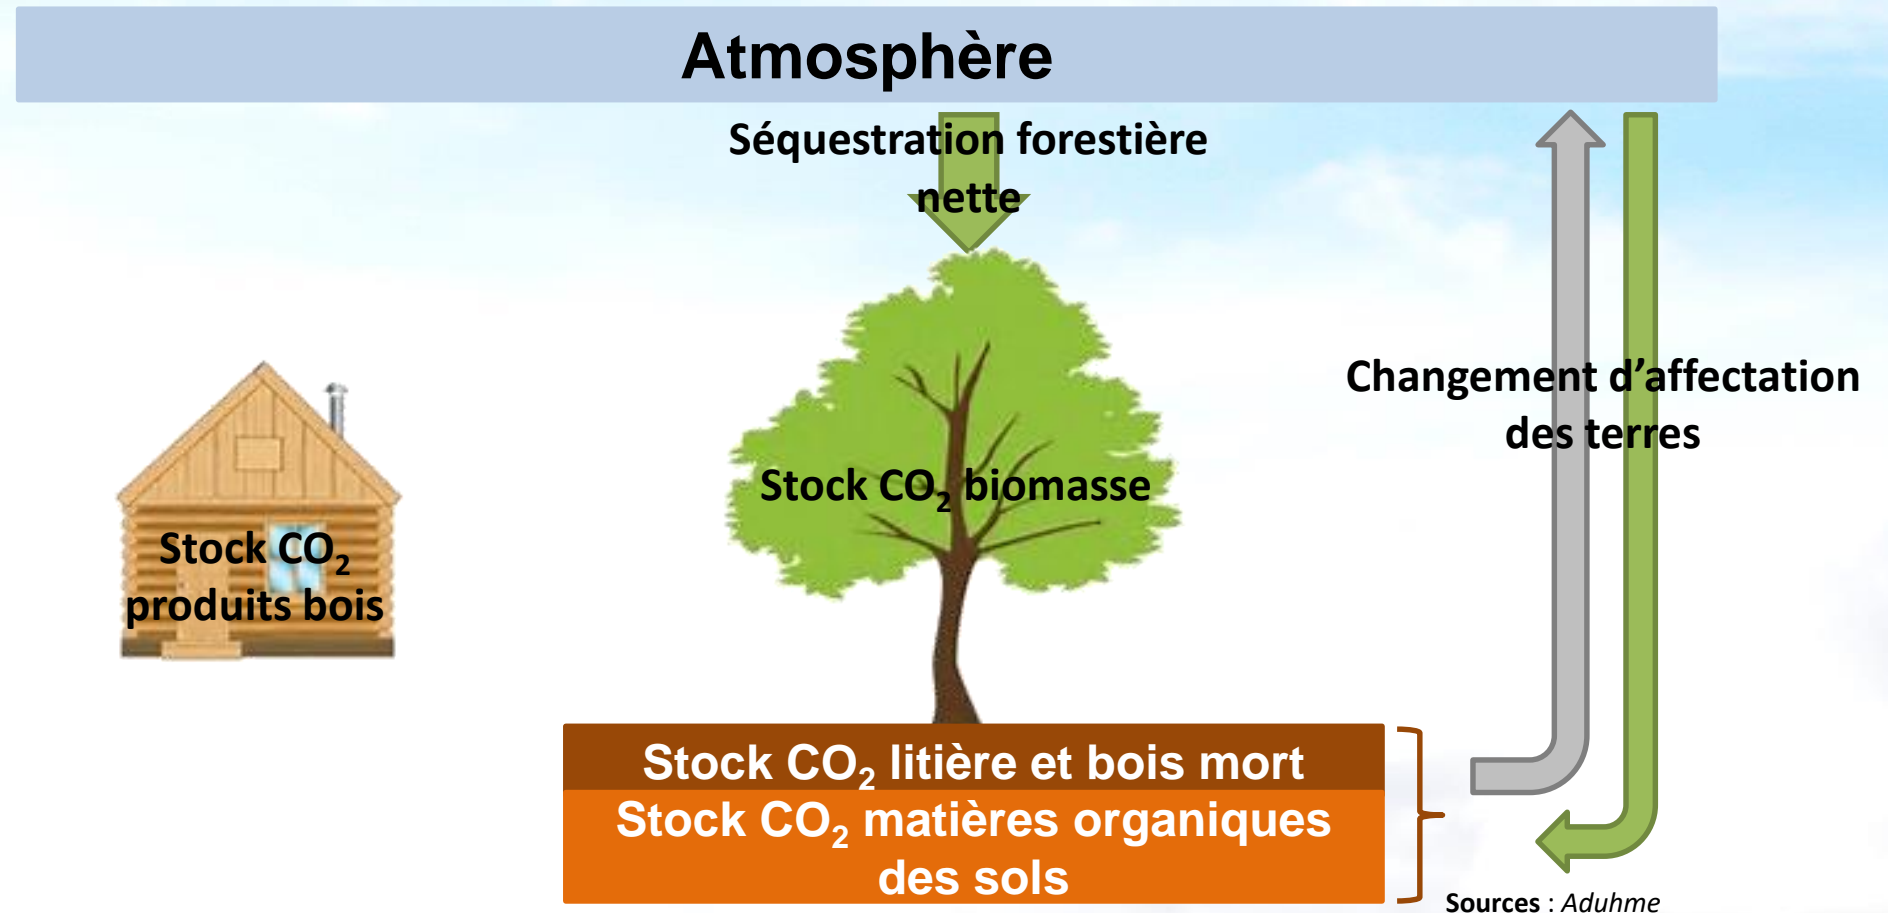 Atmosphère
Séquestration forestière
nette
Changement d’affectation
des terres
Stock CO₂ biomasse
Stock CO₂
produits bois
Stock CO₂ litière et bois mort
Stock CO₂ matières organiques
des sols
Sources : Aduhme